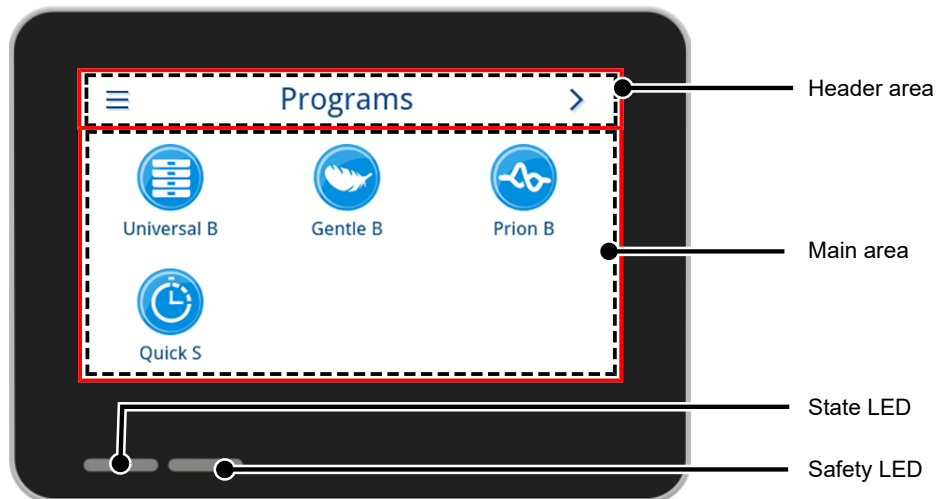 Programs
Header area
Universal B
Gentle B
Prion B
Main area
Quick S
State LED
Safety LED